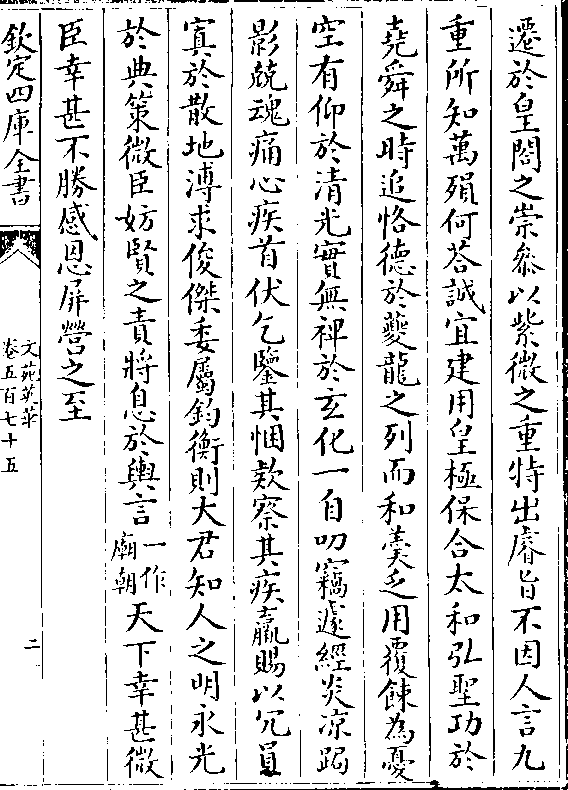 遷於皇閤之崇參以紫微之重特出睿旨不因人言九
重所知萬殞何荅誠宜建用皇極保合太和弘聖功於
堯舜之時追恪德於夔龍之列而和羮乏用覆餗為憂
空有仰於清光實無裨於玄化一自叨竊遽經炎凉跼
影兢魂痛心疾首伏乞鑒其悃欵察其疾羸賜以冗員
寘於散地溥求俊傑委屬鈞衡則大君知人之明永光
於典策微臣妨賢之責將息於輿言一作廟朝天下幸甚微
臣幸甚不勝感恩屏營之至
欽定四庫全書
文苑英華
卷五百七十五
二